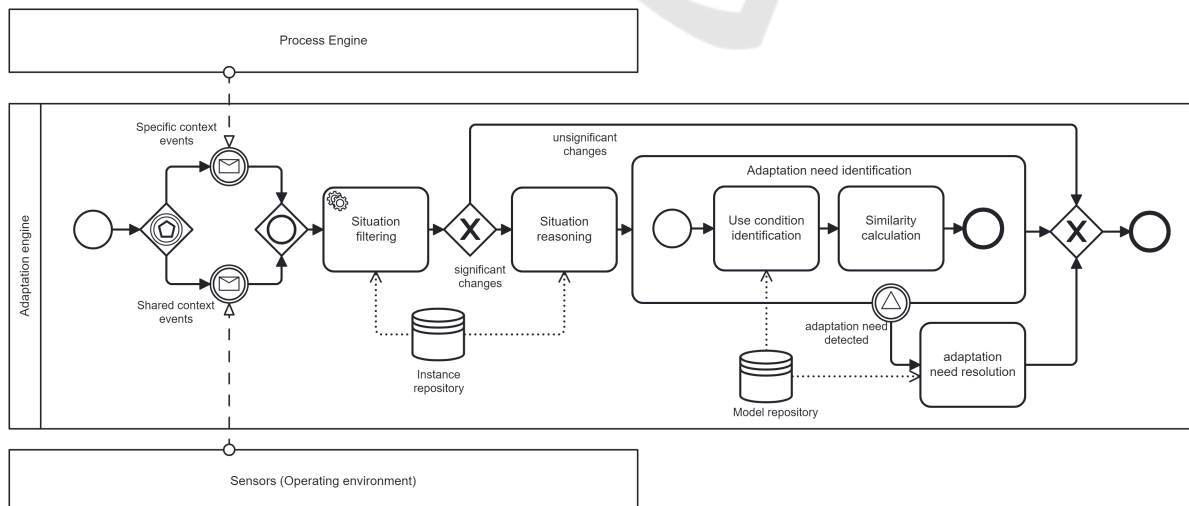 Process Engine
Adaptation engine
Specific context
events
Shared context
events
Situation
filtering
unsignificant
changes
significant
changes
Situation
reasoning
Instance
repository
Adaptation need identification
Use condition
identification
Similarity
calculation
adaptation need
detected
adaptation
need resolution
Model repository
Sensors (Operating environment)